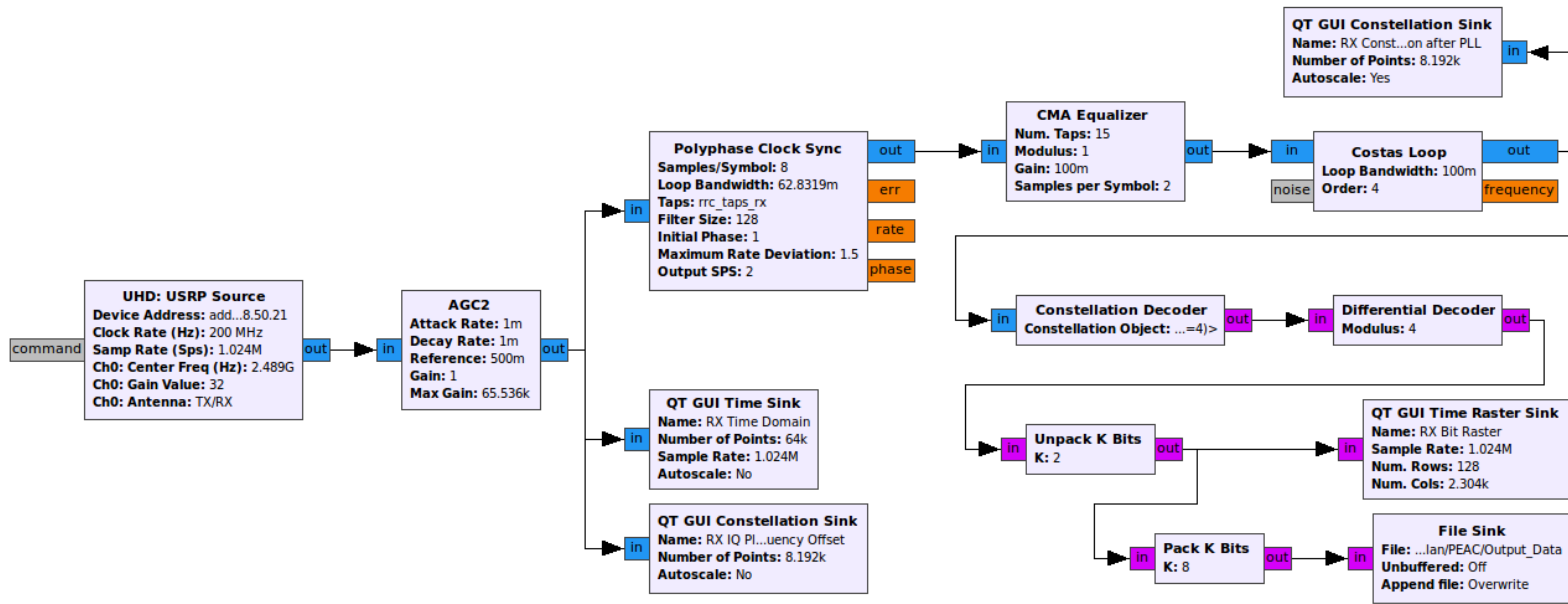 QT GUI Constellation Sink
Name: RX Const...on after PLL
Number of Points: 8.192k
Autoscale: Yes
in
Polyphase Clock Sync
Samples/Symbol: 8
Loop Bandwidth: 62.8319m
Taps: rrc_taps_rx
Filter Size: 128
Initial Phase: 1
Maximum Rate Deviation: 1.5
Output SPS: 2
in
out
err
rate
phase
CMA Equalizer
Num. Taps: 15
Modulus: 1
Gain: 100m
Samples per Symbol: 2
in
out
Costas Loop
Loop Bandwidth: 100m
Order: 4
in
noise
out
frequency
UHD: USRP Source
Device Address: add...8.50.21
Clock Rate (Hz): 200 MHz
Samp Rate (Sps): 1.024M
Ch0: Center Freq (Hz): 2.489G
Ch0: Gain Value: 32
Ch0: Antenna: TX/RX
command
out
AGC2
Attack Rate: 1m
Decay Rate: 1m
Reference: 500m
Gain: 1
Max Gain: 65.536k
in
out
Constellation Decoder
Constellation Object: ...=4)>
in
out
Differential Decoder
Modulus: 4
in
out
QT GUI Time Sink
Name: RX Time Domain
Number of Points: 64k
Sample Rate: 1.024M
Autoscale: No
in
Unpack K Bits
K: 2
in
out
QT GUI Time Raster Sink
Name: RX Bit Raster
Sample Rate: 1.024M
Num. Rows: 128
Num. Cols: 2.304k
in
QT GUI Constellation Sink
Name: RX IQ Pl...uency Offset
Number of Points: 8.192k
Autoscale: No
in
Pack K Bits
K: 8
in
out
File Sink
File: ...lan/PEAC/Output_Data
Unbuffered: Off
Append file: Overwrite
in